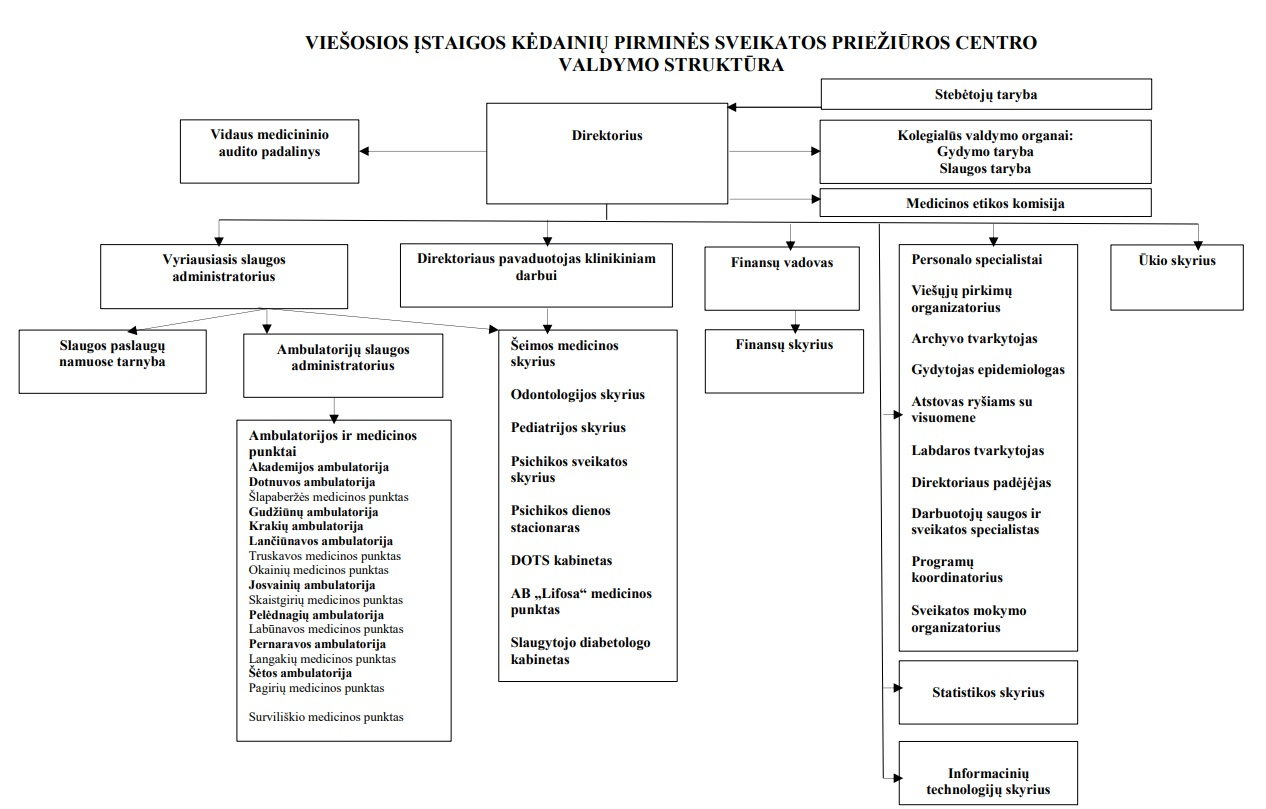 VIEŠOSIOS ĮSTAIGOS KĖDAINIŲ PIRMINĖS SVEIKATOS PRIEŽIŪROS CENTRO
VALDYMO STRUKTŪRA
Stebėtojų taryba
Vidaus medicininio
audito padalinys
Direktorius
Kolegialūs valdymo organai:
Gydymo taryba
Slaugos taryba
Medicinos etikos komisija
Vyriausiasis slaugos
administratorius
Direktoriaus pavaduotojas klinikiniam
darbui
Finansų vadovas
Personalo specialistai
Viešųjų pirkimų
organizatorius
Archyvo tvarkytojas
Gydytojas epidemiologas
Atstovas ryšiams su
visuomene
Labdaros tvarkytojas
Direktoriaus padėjėjas
Darbuotojų saugos ir
sveikatos specialistas
Programų
koordinatorius
Sveikatos mokymo
organizatorius
Ūkio skyrius
Slaugos paslaugų
namuose tarnyba
Ambulatorijų slaugos
administratorius
Šeimos medicinos
skyrius
Odontologijos skyrius
Pediatrijos skyrius
Psichikos sveikatos
skyrius
Psichikos dienos
stacionaras
DOTS kabinetas
AB „Lifosa“ medicinos
punktas
Slaugytojo diabetologo
kabinetas
Finansų skyrius
Ambulatorijos ir medicinos
punktai
Akademijos ambulatorija
Dotnuvos ambulatorija
Šlapaberžės medicinos punktas
Gudžiūnų ambulatorija
Krakių ambulatorija
Lančiūnavos ambulatorija
Truskavos medicinos punktas
Okainių medicinos punktas
Josvainių ambulatorija
Skaistgirių medicinos punktas
Pelėdnagių ambulatorija
Labūnavos medicinos punktas
Pernaravos ambulatorija
Langakių medicinos punktas
Šėtos ambulatorija
Pagirių medicinos punktas
Surviliškio medicinos punktas
Statistikos skyrius
Informacinių
technologijų skyrius